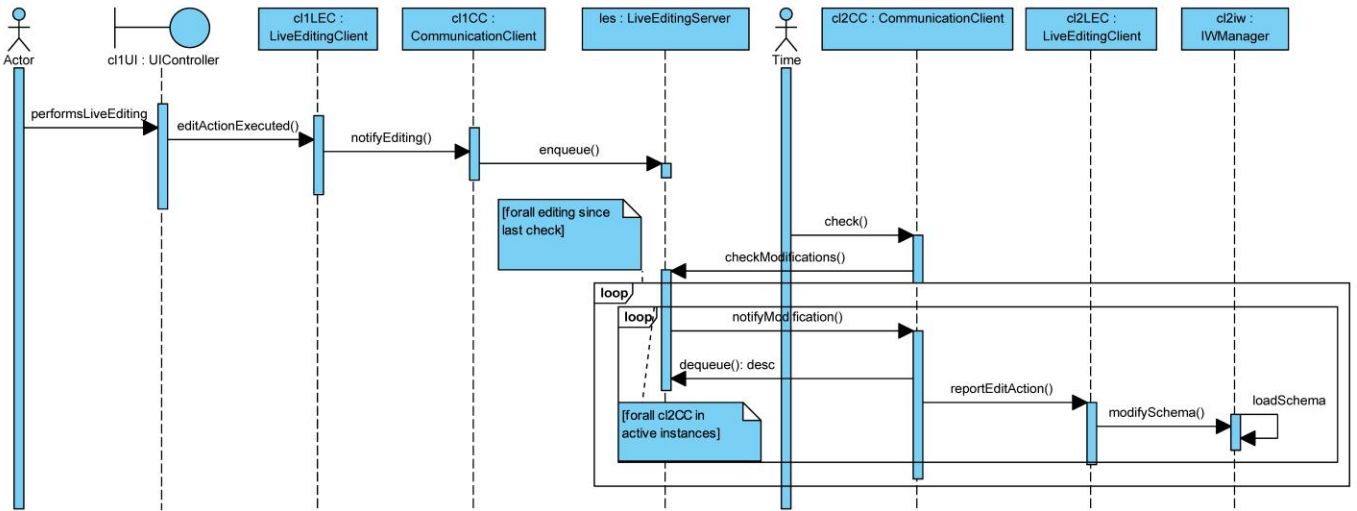 cl1LEC :
LiveEditingClient
cl1CC :
CommunicationClient
les : LiveEditingServer
cl2CC : CommunicationClient
cl2LEC :
LiveEditingClient
cl2iw :
IWManager
Actor
cl1UI : UIController
Time
performsLiveEditing
editActionExecuted()
notifyEditing()
enqueue()
[forall editing since
last check]
check()
checkModifications()
loop
loop
notifyModification()
dequeue(): desc
reportEditAction()
loadSchema
modifySchema()
[forall cl2CC in
active instances]